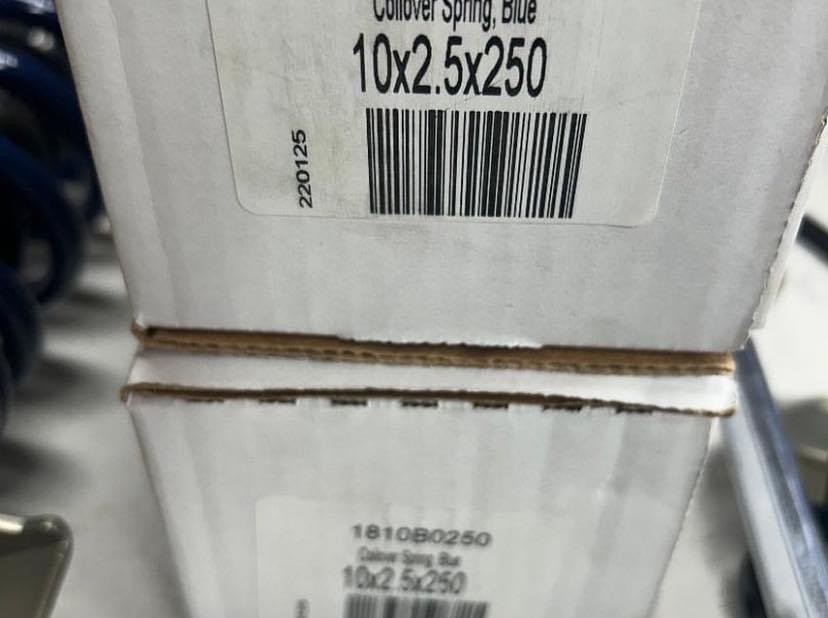 Coilover Spring, Blue
10x2.5x250
220125
1810B0250
Coilover Spring, Blue
10x2.5x250